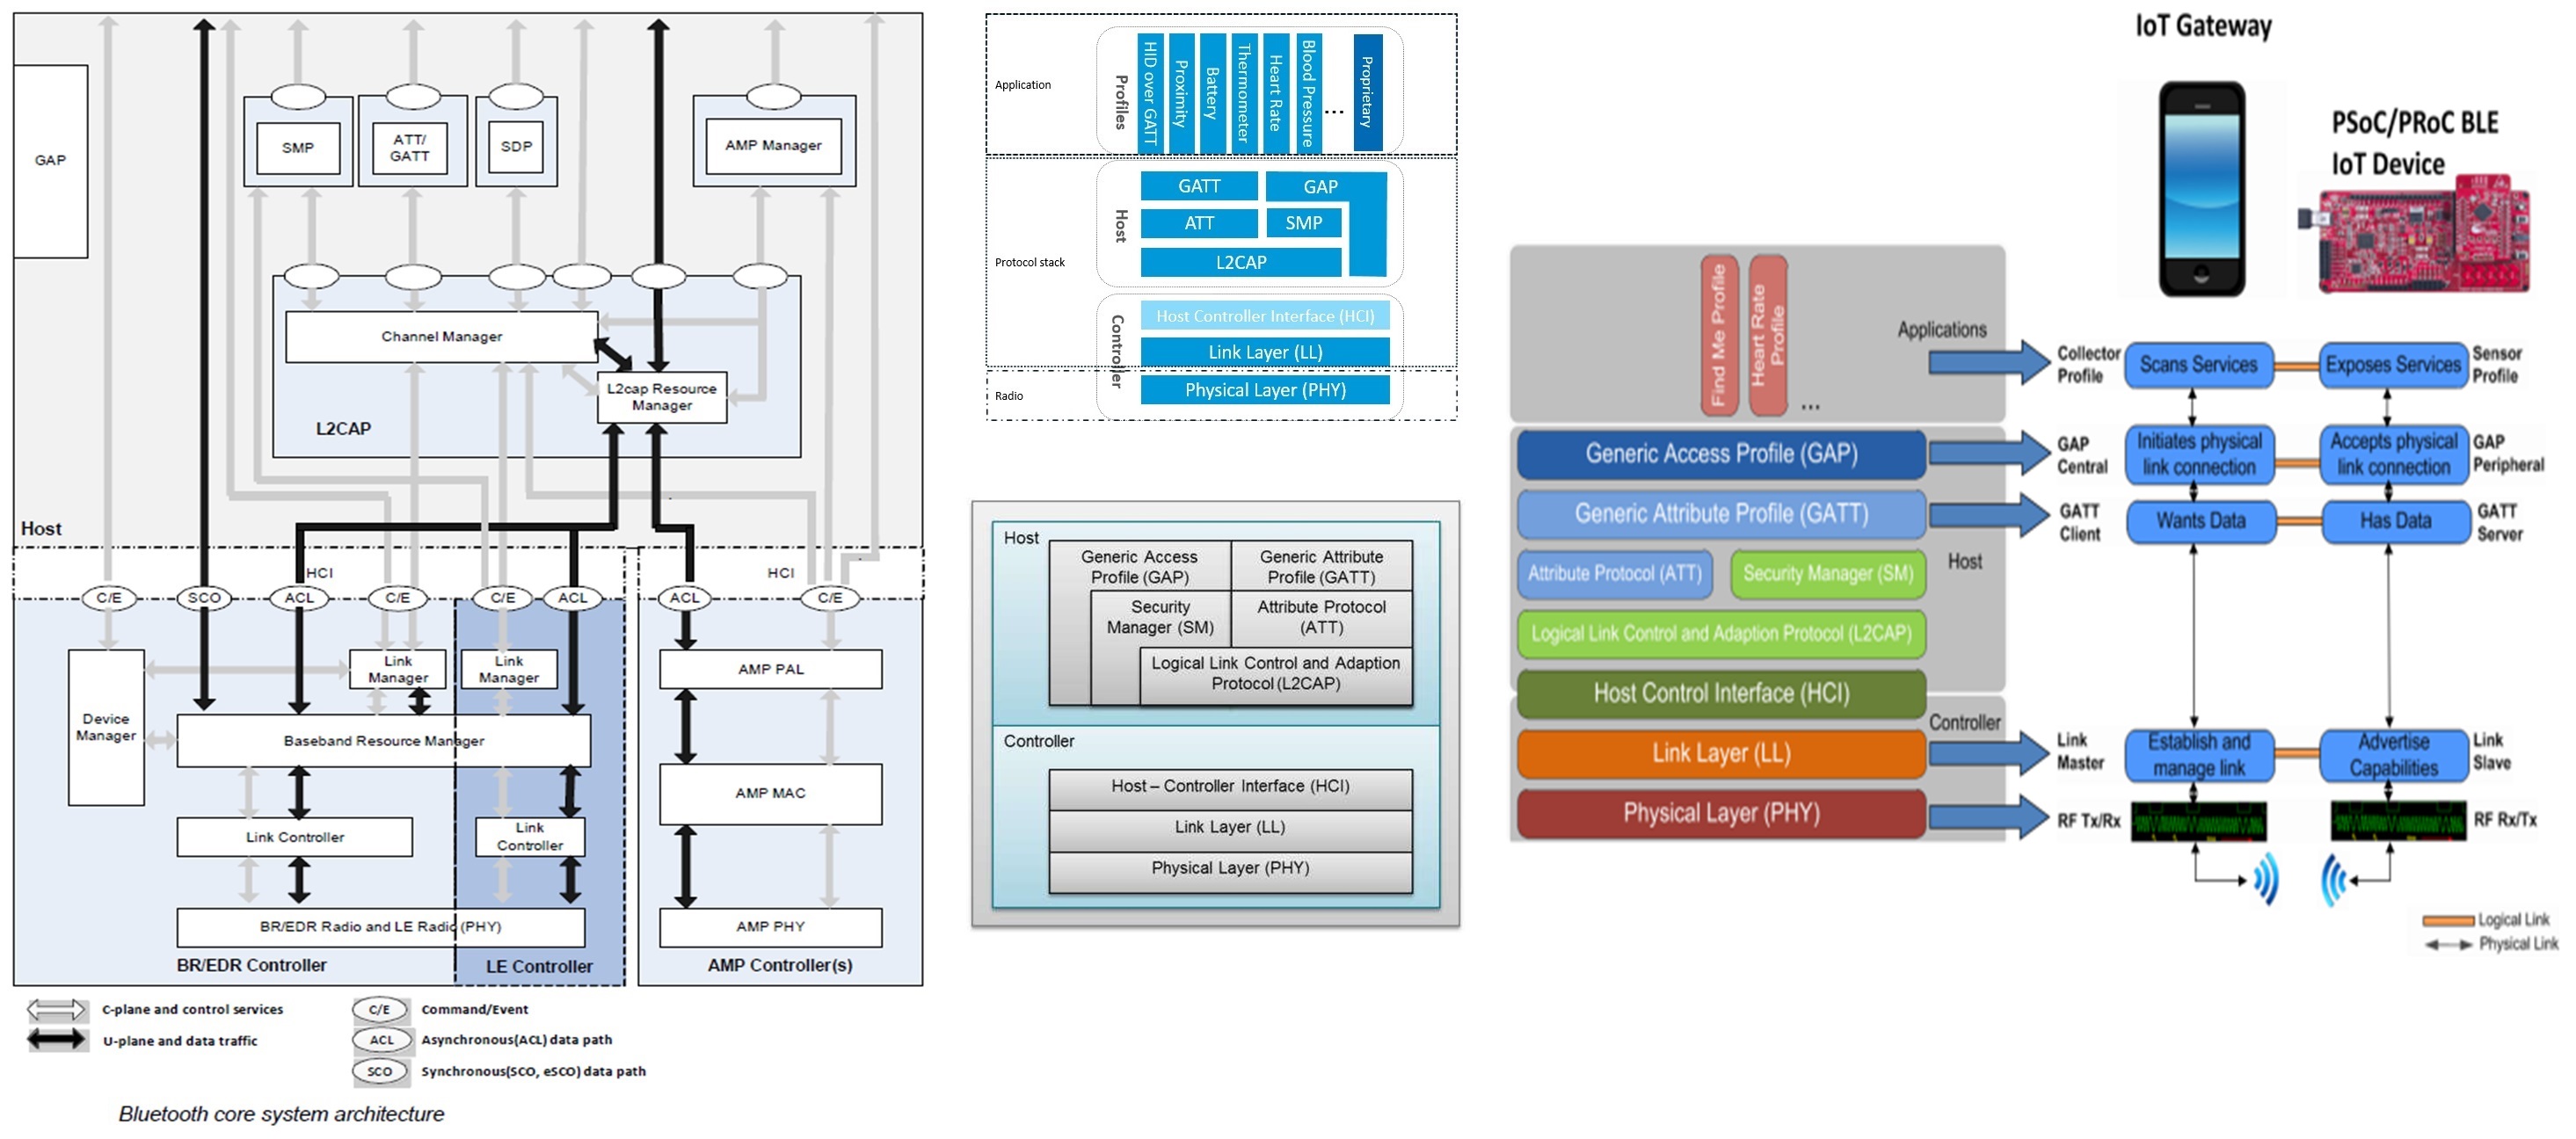 GAP
SMP
ATT/
GATT
SDP
AMP Manager
Channel Manager
L2cap Resource
Manager
L2CAP
Host
HCI
HCI
C/E
SCO
ACL
C/E
C/E
ACL
ACL
C/E
Link
Manager
Link
Manager
AMP PAL
Device
Manager
Baseband Resource Manager
AMP MAC
Link Controller
Link
Controller
BR/EDR Radio and LE Radio (PHY)
AMP PHY
BR/EDR Controller
LE Controller
AMP Controller(s)
C-plane and control services
U-plane and data traffic
C/E
Command/Event
ACL
Asynchronous(ACL) data path
SCO
Synchronous(SCO, eSCO) data path
Bluetooth core system architecture
Application
Profiles
HID over GATT
Proximity
Battery
Thermometer
Heart Rate
Blood Pressure
...
Proprietary
Protocol stack
Host
GATT
GAP
ATT
SMP
L2CAP
Controller
Host Controller Interface (HCI)
Link Layer (LL)
Radio
Physical Layer (PHY)
Host
Generic Access
Profile (GAP)
Generic Attribute
Profile (GATT)
Security
Manager (SM)
Attribute Protocol
(ATT)
Logical Link Control and Adaption
Protocol (L2CAP)
Controller
Host – Controller Interface (HCI)
Link Layer (LL)
Physical Layer (PHY)
IoT Gateway
PSoC/PRoC BLE
IoT Device
Find Me Profile
Heart Rate
Profile
...
Applications
Collector
Profile
Scans Services
Exposes Services
Sensor
Profile
Generic Access Profile (GAP)
GAP
Central
Initiates physical
link connection
Accepts physical
link connection
GAP
Peripheral
Generic Attribute Profile (GATT)
GATT
Client
Wants Data
Has Data
GATT
Server
Attribute Protocol (ATT)
Security Manager (SM)
Host
Logical Link Control and Adaption Protocol (L2CAP)
Host Control Interface (HCI)
Controller
Link Layer (LL)
Link
Master
Establish and
manage link
Advertise
Capabilities
Link
Slave
Physical Layer (PHY)
RF Tx/Rx
RF Rx/Tx
Logical Link
Physical Link